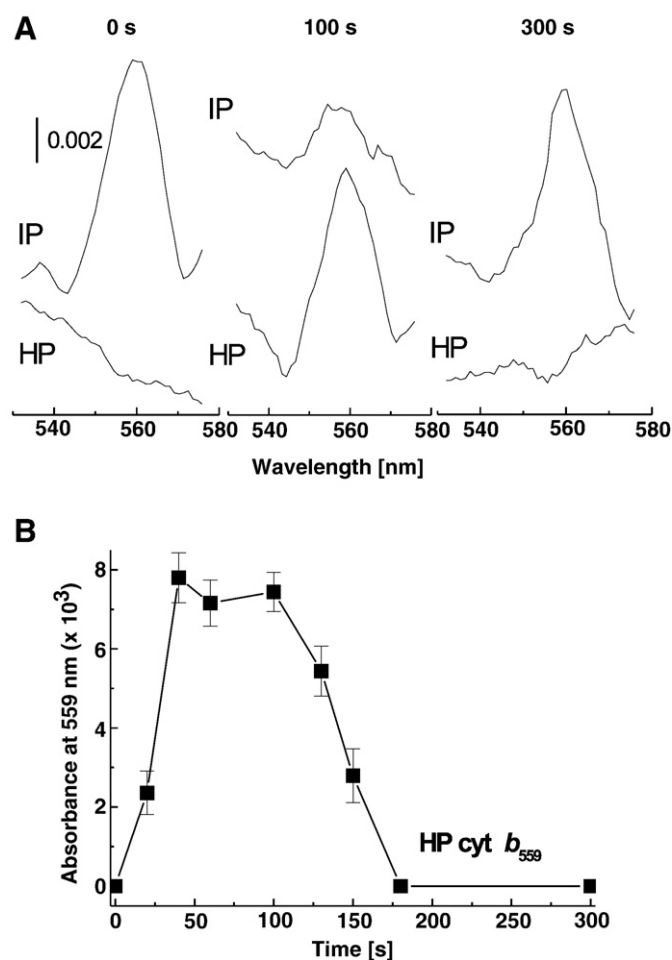 A
0 s 100 s 300 s
0.002
IP IP IP
HP HP HP
540 560 580 540 560 580 540 560 580
Wavelength [nm]
B
Absorbance at 559 nm (x 10³)
8
6
4
2
0
HP cyt b₅₅₉
0 50 100 150 200 250 300
Time [s]